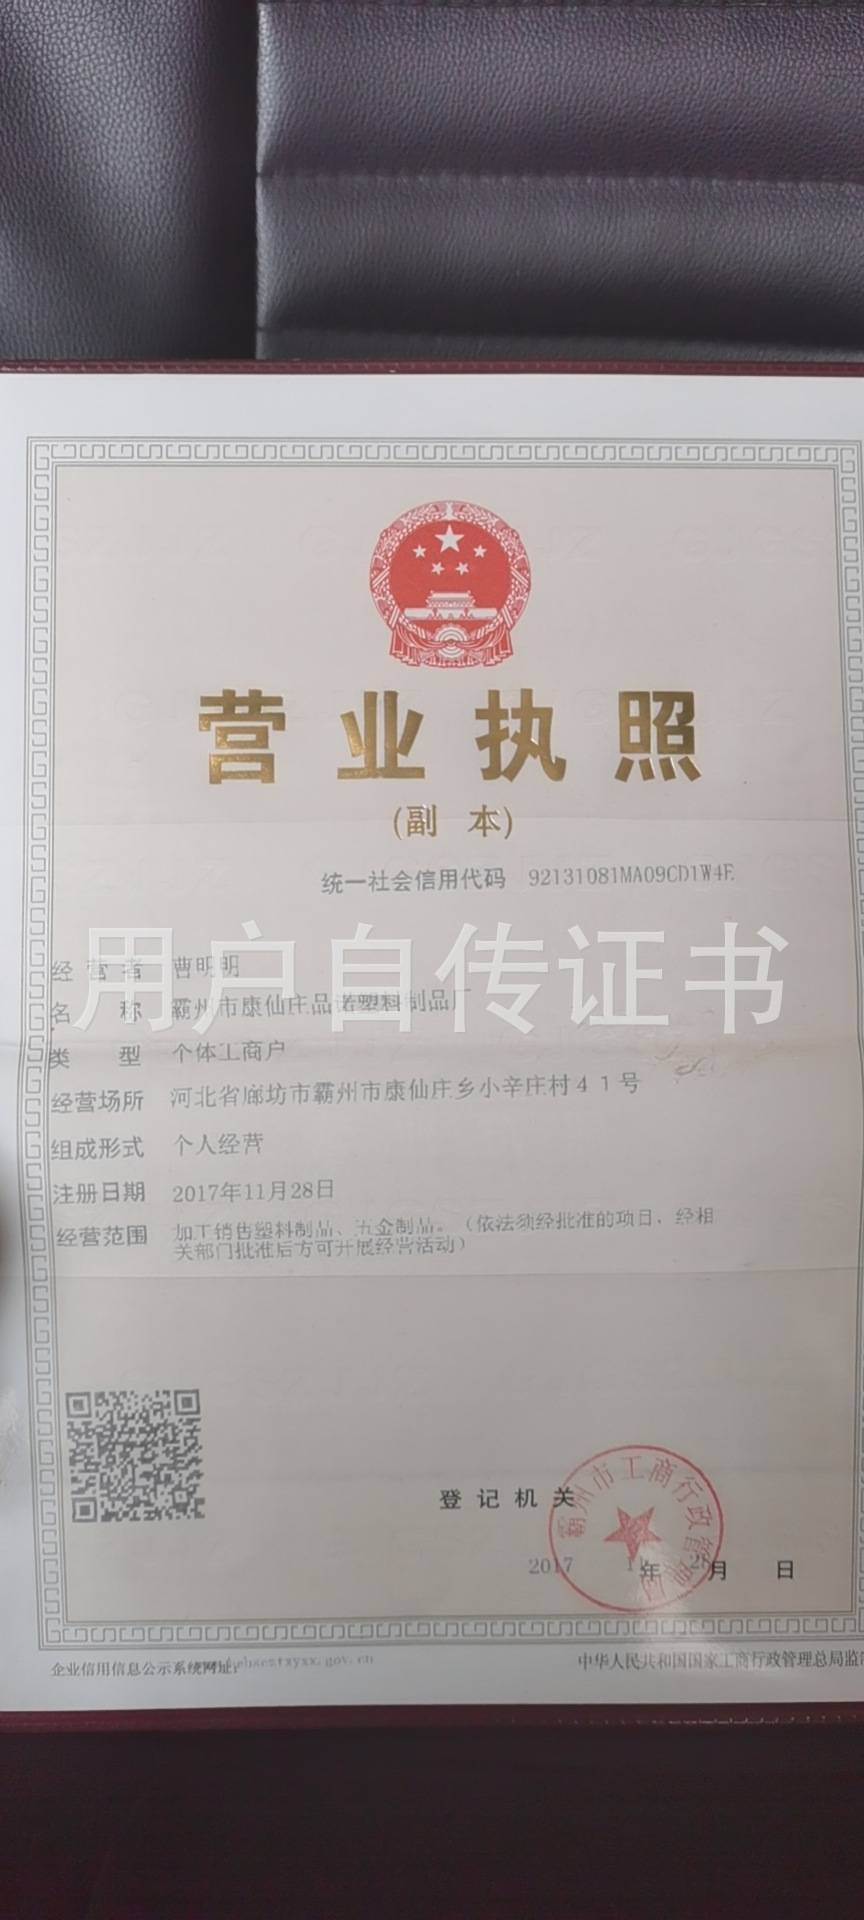 营业执照
(副 本)
统一社会信用代码 92131081MA09CD1W4E
用户自传证书
经营者 曹明明
名称 霸州市康仙庄品诺塑料制品厂
类型 个体工商户
经营场所 河北省廊坊市霸州市康仙庄乡小辛庄村41号
组成形式 个人经营
注册日期 2017年11月28日
经营范围 加工销售塑料制品、五金制品。(依法须经批准的项目，经相
关部门批准后方可开展经营活动)
登记机关
霸州市工商行政管理局
2017年11月28日
企业信用信息公示系统网址:
中华人民共和国国家工商行政管理总局监制